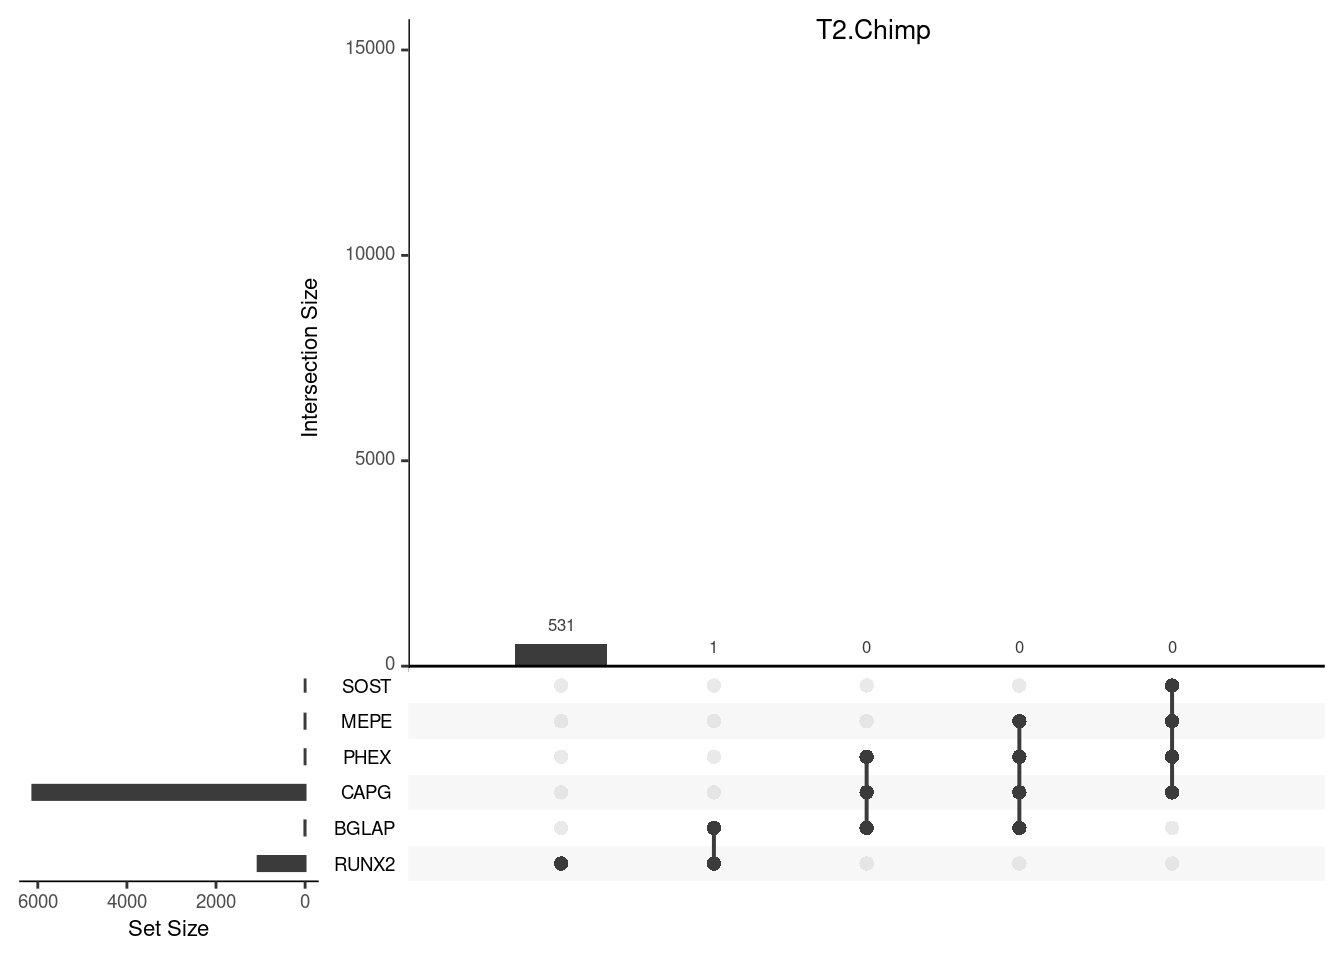 T2.Chimp
15000
10000
5000
0
Intersection Size
531
1
0
0
0
SOST
MEPE
PHEX
CAPG
BGLAP
RUNX2
6000
4000
2000
0
Set Size